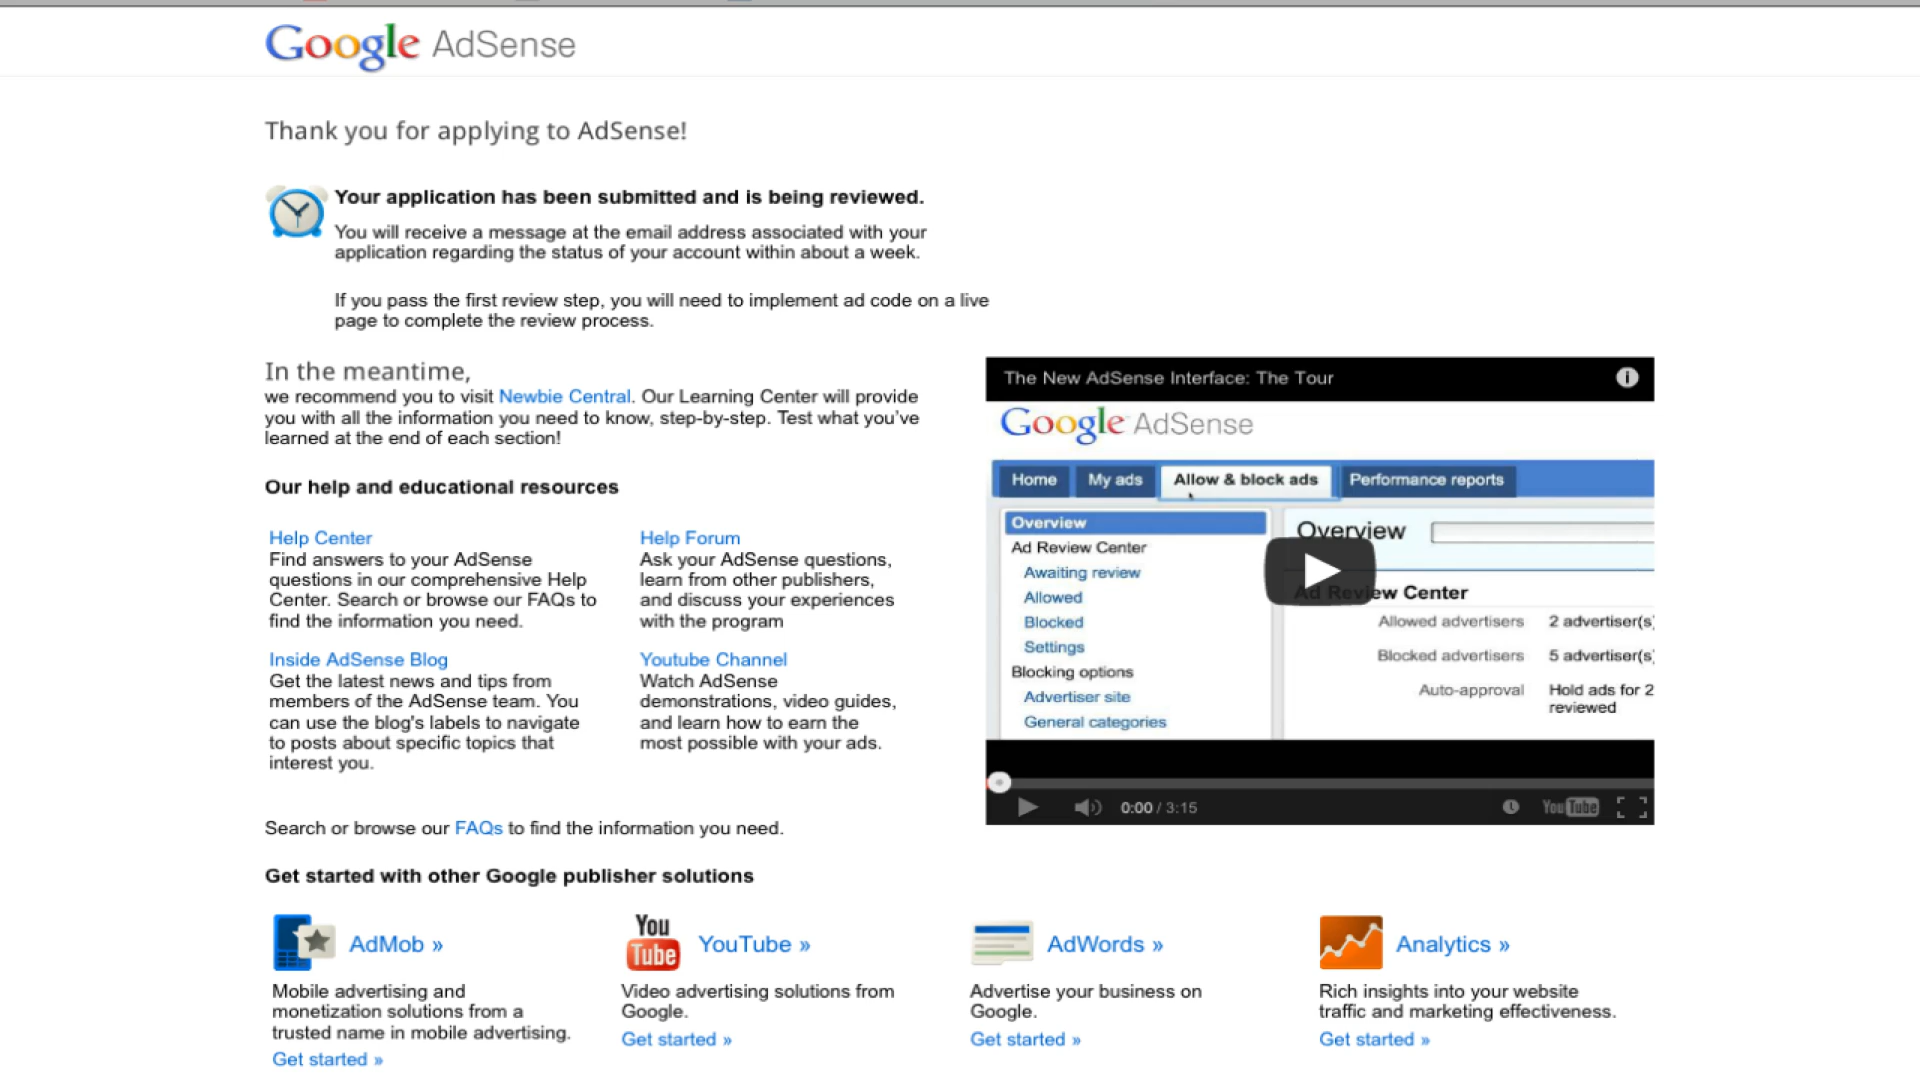 Google AdSense
Thank you for applying to AdSense!
Your application has been submitted and is being reviewed.
You will receive a message at the email address associated with your
application regarding the status of your account within about a week.
If you pass the first review step, you will need to implement ad code on a live
page to complete the review process.
In the meantime,
we recommend you to visit Newbie Central. Our Learning Center will provide
you with all the information you need to know, step-by-step. Test what you've
learned at the end of each section!
Our help and educational resources
Help Center
Find answers to your AdSense
questions in our comprehensive Help
Center. Search or browse our FAQs to
find the information you need.
Help Forum
Ask your AdSense questions,
learn from other publishers,
and discuss your experiences
with the program
Inside AdSense Blog
Get the latest news and tips from
members of the AdSense team. You
can use the blog's labels to navigate
to posts about specific topics that
interest you.
Youtube Channel
Watch AdSense
demonstrations, video guides,
and learn how to earn the
most possible with your ads.
Search or browse our FAQs to find the information you need.
The New AdSense Interface: The Tour
Google AdSense
Home My ads Allow & block ads Performance reports
Overview
Ad Review Center
Awaiting review
Allowed
Blocked
Settings
Blocking options
Advertiser site
General categories
Overview
Ad Review Center
Allowed advertisers 2 advertiser(s)
Blocked advertisers 5 advertiser(s)
Auto-approval Hold ads for 2
reviewed
0:00 / 3:15
YouTube
Get started with other Google publisher solutions
AdMob »
Mobile advertising and
monetization solutions from a
trusted name in mobile advertising.
Get started »
You
Tube
YouTube »
Video advertising solutions from
Google.
Get started »
AdWords »
Advertise your business on
Google.
Get started »
Analytics »
Rich insights into your website
traffic and marketing effectiveness.
Get started »